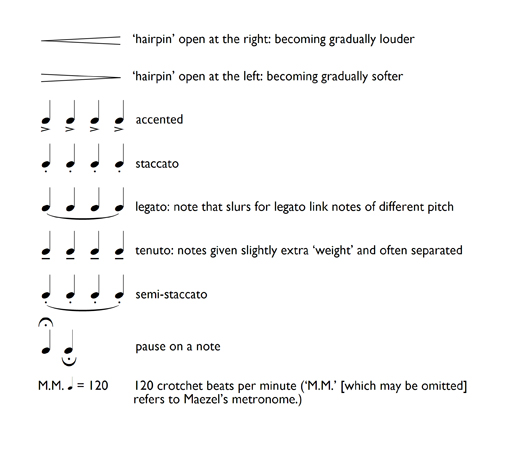 ‘hairpin’ open at the right: becoming gradually louder
‘hairpin’ open at the left: becoming gradually softer
accented
staccato
legato: note that slurs for legato link notes of different pitch
tenuto: notes given slightly extra ‘weight’ and often separated
semi-staccato
pause on a note
M.M. ♩ = 120 120 crotchet beats per minute (‘M.M.’ [which may be omitted]
refers to Maezel’s metronome.)